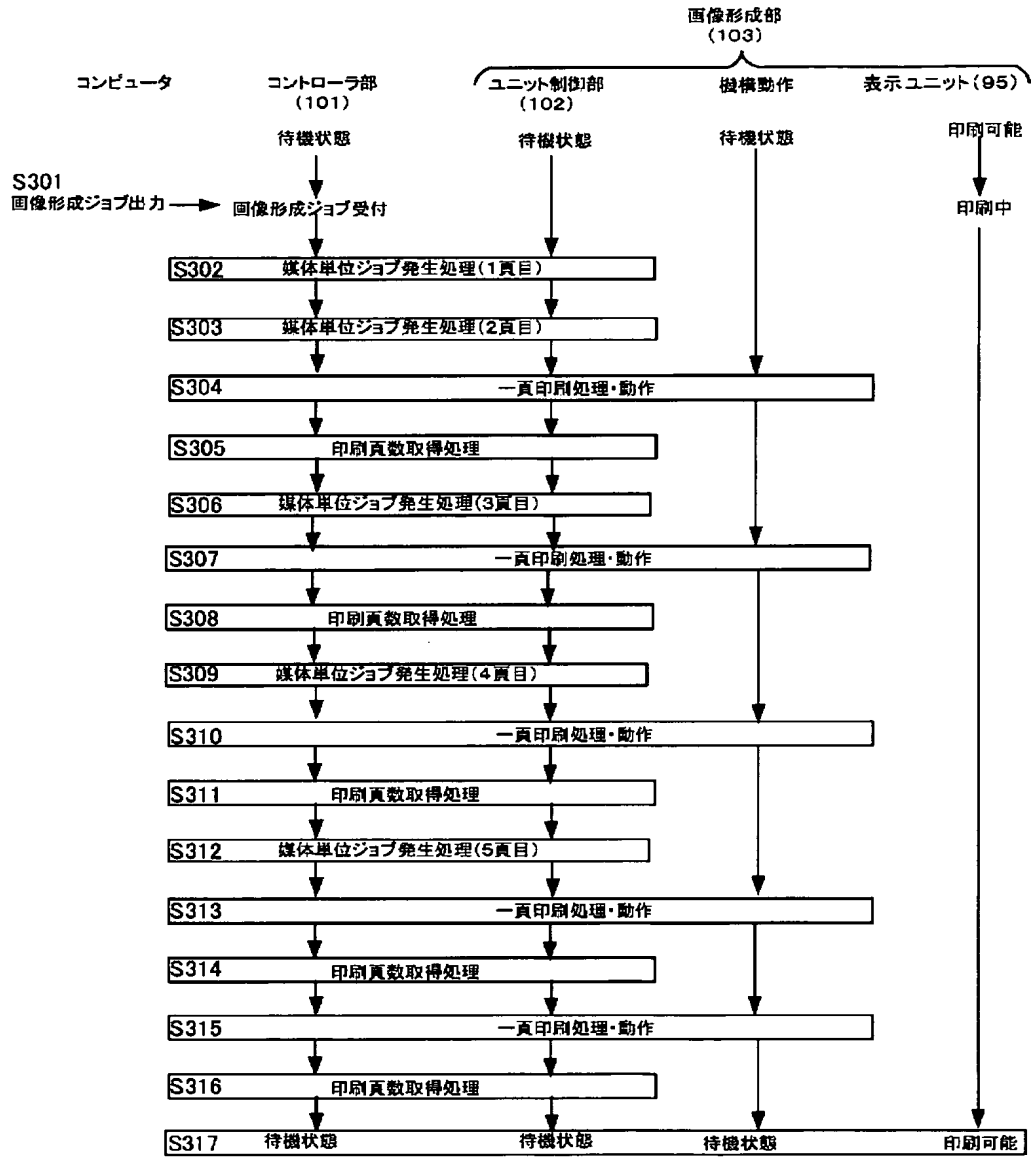 画像形成部
(103)
コンピュータ
コントローラ部
(101)
ユニット制御部
(102)
機構動作
表示ユニット(95)
待機状態
待機状態
待機状態
印刷可能
S301
画像形成ジョブ出力
画像形成ジョブ受付
印刷中
S302 媒体単位ジョブ発生処理(1頁目)
S303 媒体単位ジョブ発生処理(2頁目)
S304 一頁印刷処理・動作
S305 印刷頁数取得処理
S306 媒体単位ジョブ発生処理(3頁目)
S307 一頁印刷処理・動作
S308 印刷頁数取得処理
S309 媒体単位ジョブ発生処理(4頁目)
S310 一頁印刷処理・動作
S311 印刷頁数取得処理
S312 媒体単位ジョブ発生処理(5頁目)
S313 一頁印刷処理・動作
S314 印刷頁数取得処理
S315 一頁印刷処理・動作
S316 印刷頁数取得処理
S317 待機状態 待機状態 待機状態 印刷可能